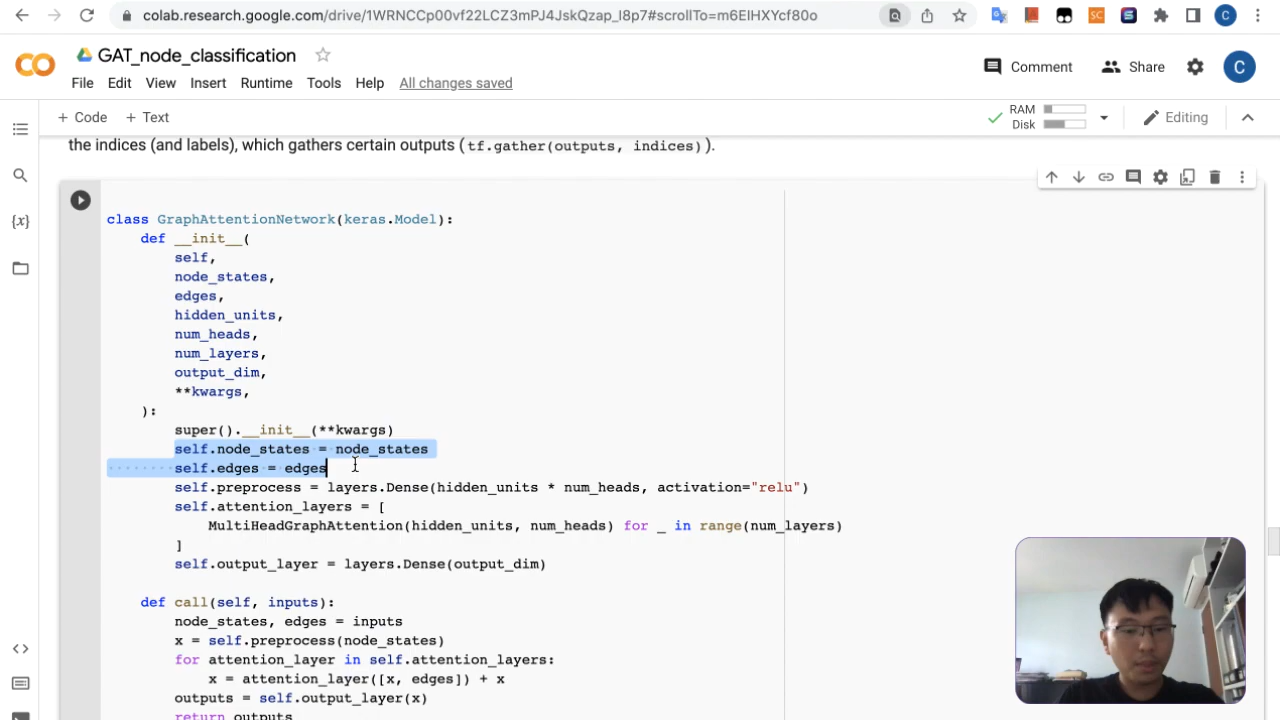 colab.research.google.com/drive/1WRNCCp00vf22LCZ3mPJ4JskQzap_l8p7#scrollTo=m6EIHXYcf80o
SC
S
C
GAT_node_classification
File Edit View Insert Runtime Tools Help All changes saved
Comment
Share
C
+ Code + Text
RAM
Disk
Editing
the indices (and labels), which gathers certain outputs (tf.gather(outputs, indices)).
{x}
class GraphAttentionNetwork(keras.Model):
def __init__(
self,
node_states,
edges,
hidden_units,
num_heads,
num_layers,
output_dim,
**kwargs,
):
super().__init__(**kwargs)
self.node_states = node_states
self.edges = edges
self.preprocess = layers.Dense(hidden_units * num_heads, activation="relu")
self.attention_layers = [
MultiHeadGraphAttention(hidden_units, num_heads) for _ in range(num_layers)
]
self.output_layer = layers.Dense(output_dim)
def call(self, inputs):
node_states, edges = inputs
x = self.preprocess(node_states)
for attention_layer in self.attention_layers:
x = attention_layer([x, edges]) + x
outputs = self.output_layer(x)
return outputs